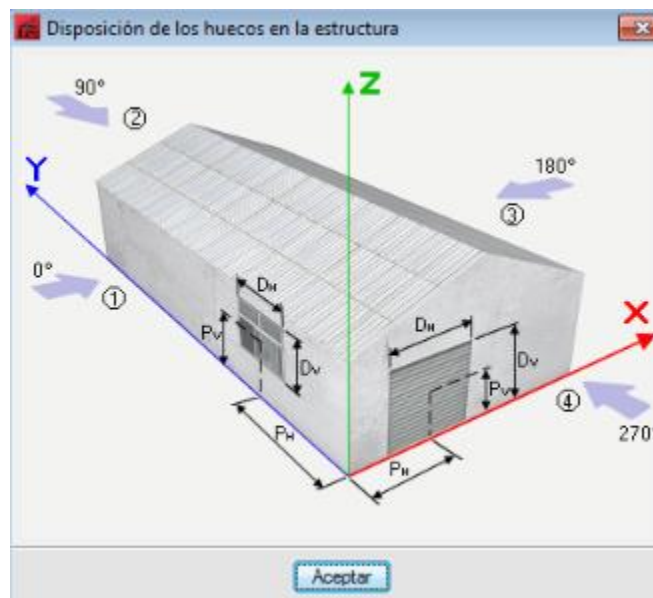 Disposición de los huecos en la estructura
90°
②
Z
Y
180°
③
0°
①
DH
DH
X
PV
DV
DV
PV
④
270°
PH
PH
Aceptar